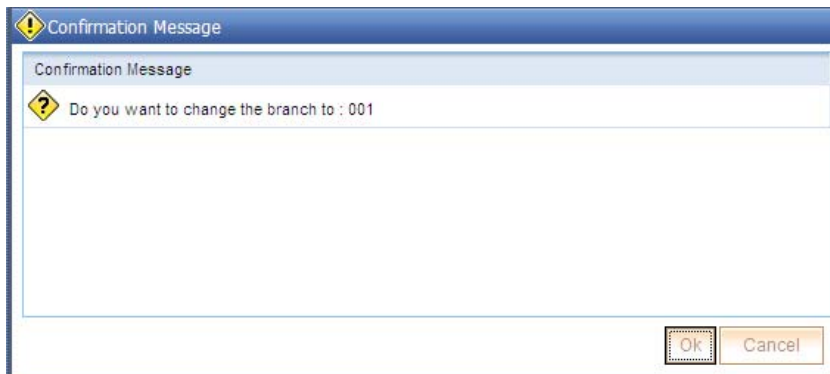 Confirmation Message
Confirmation Message
Do you want to change the branch to : 001
Ok
Cancel